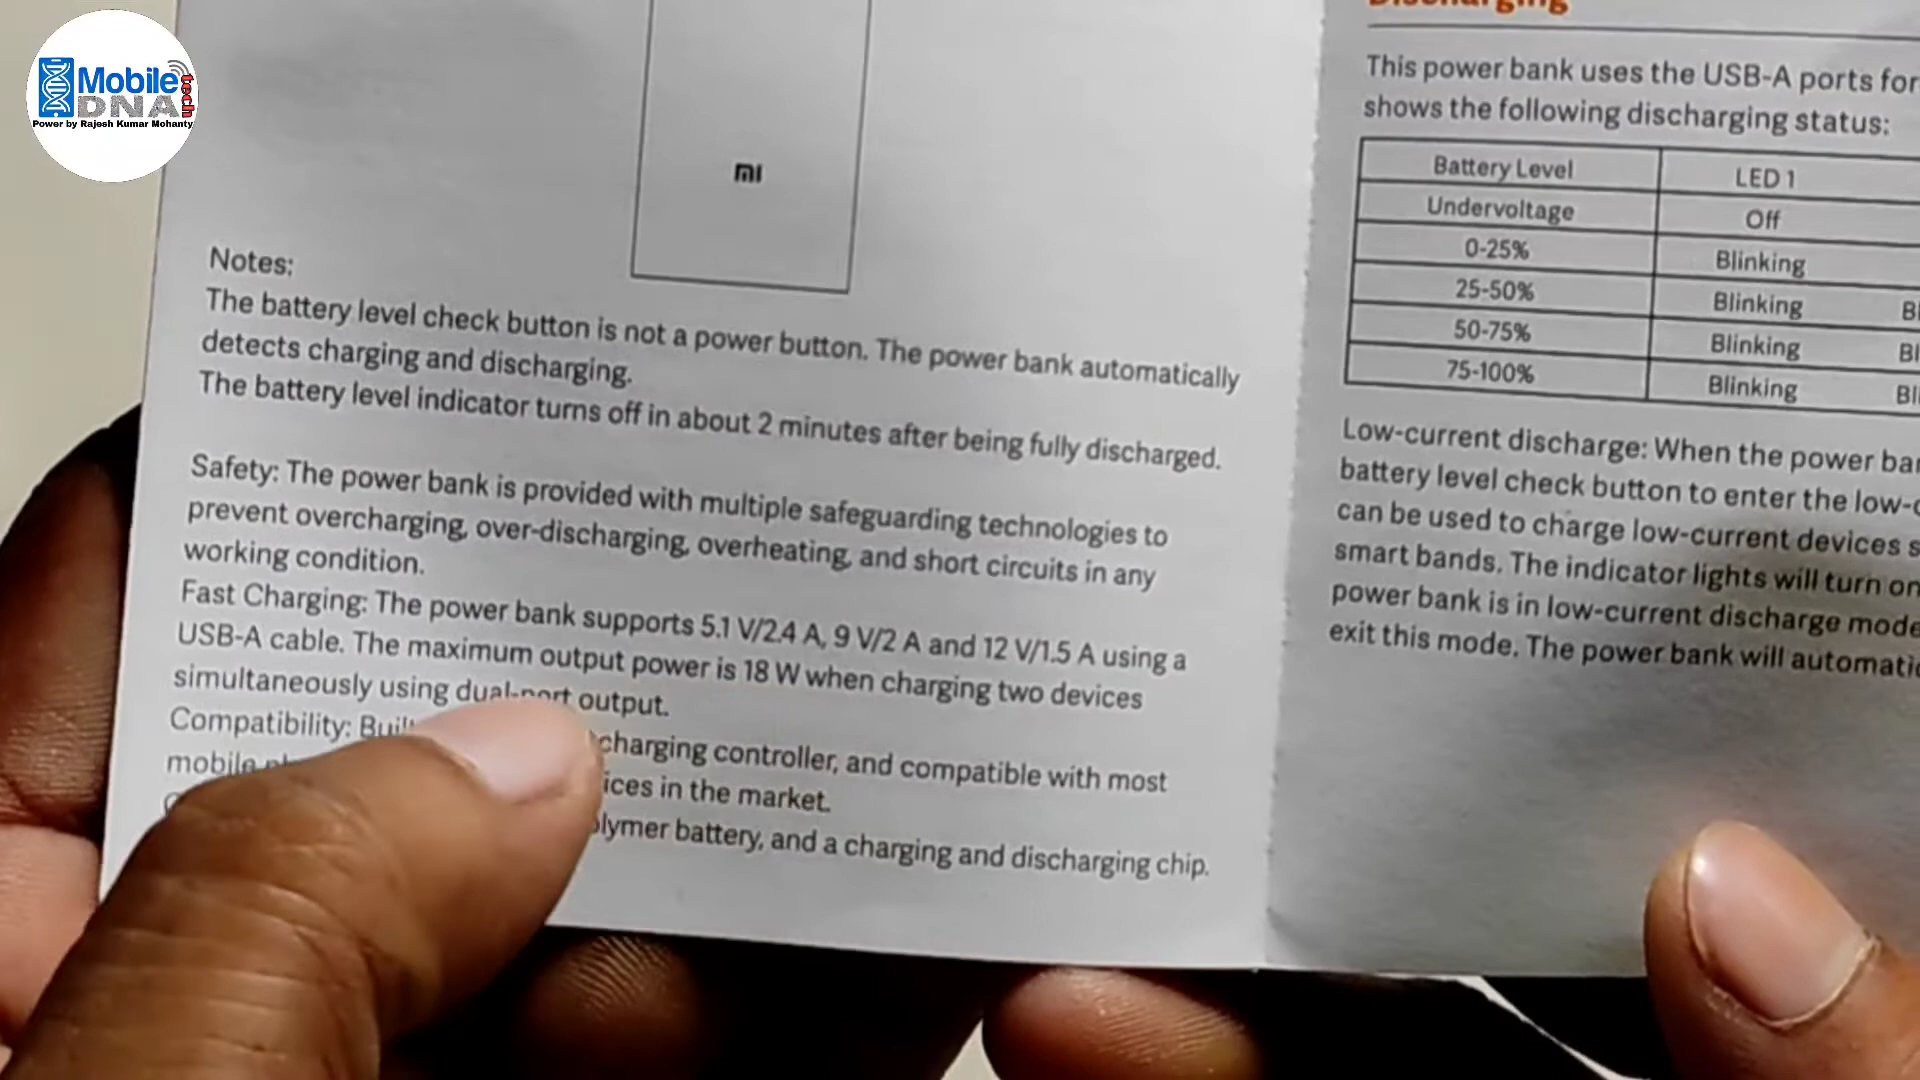 Mobile
DNA
tech
Power by Rajesh Kumar Mohanty
mi
Notes:
The battery level check button is not a power button. The power bank automatically
detects charging and discharging.
The battery level indicator turns off in about 2 minutes after being fully discharged.
Safety: The power bank is provided with multiple safeguarding technologies to
prevent overcharging, over-discharging, overheating, and short circuits in any
working condition.
Fast Charging: The power bank supports 5.1 V/2.4 A, 9 V/2 A and 12 V/1.5 A using a
USB-A cable. The maximum output power is 18 W when charging two devices
simultaneously using dual-port output.
Compatibility: charging controller, and compatible with most
mobile in the market.
battery, and a charging and discharging chip.
Discharging
This power bank uses the USB-A ports for
shows the following discharging status:
Battery Level LED 1
Undervoltage Off
0-25% Blinking
25-50% Blinking
50-75% Blinking
75-100% Blinking
Low-current discharge: When the power
battery level check button to enter the
can be used to charge low-current devices
smart bands. The indicator lights will turn on
power bank is in low-current discharge mode
exit this mode. The power bank will